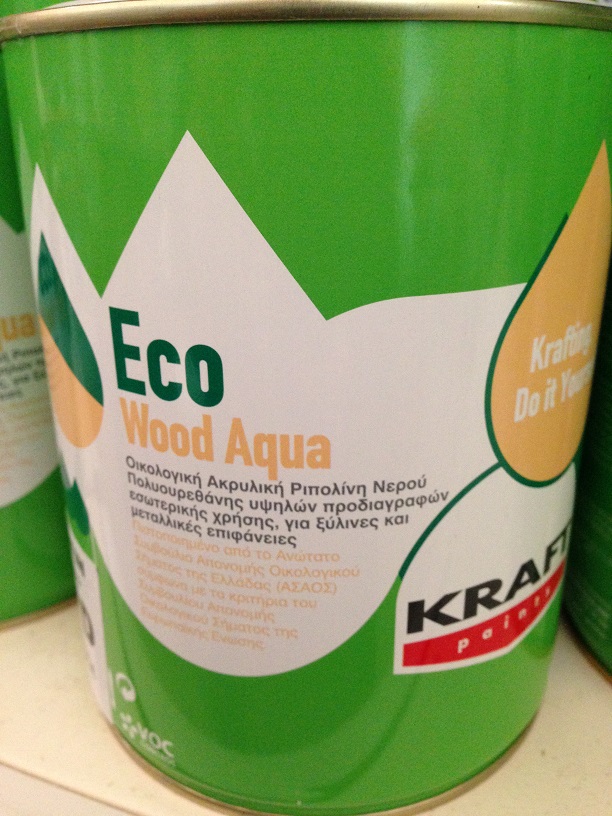 Eco
Wood Aqua
Οικολογική Ακρυλική Ριπολίνη Νερού
Πολυουρεθάνης υψηλών προδιαγραφών
εσωτερικής χρήσης, για ξύλινες και
μεταλλικές επιφάνειες
Πιστοποιημένο από το Ανώτατο
Συμβούλιο Απονομής Οικολογικού
Σήματος της Ελλάδας (ΑΣΑΟΣ)
σύμφωνα με τα κριτήρια του
Συμβουλίου Απονομής
Οικολογικού Σήματος της
Ευρωπαϊκής Ένωσης
Krafting
Do it
KRAFT
paints
VOC